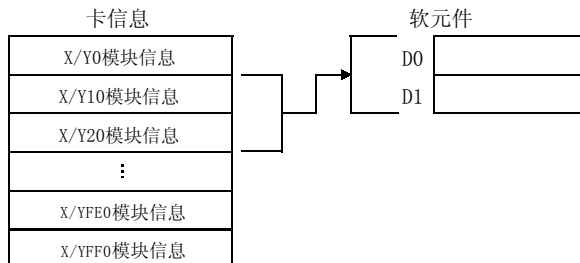 卡信息
软元件
X/Y0模块信息
D0
X/Y10模块信息
D1
X/Y20模块信息
⋮
X/YFE0模块信息
X/YFF0模块信息